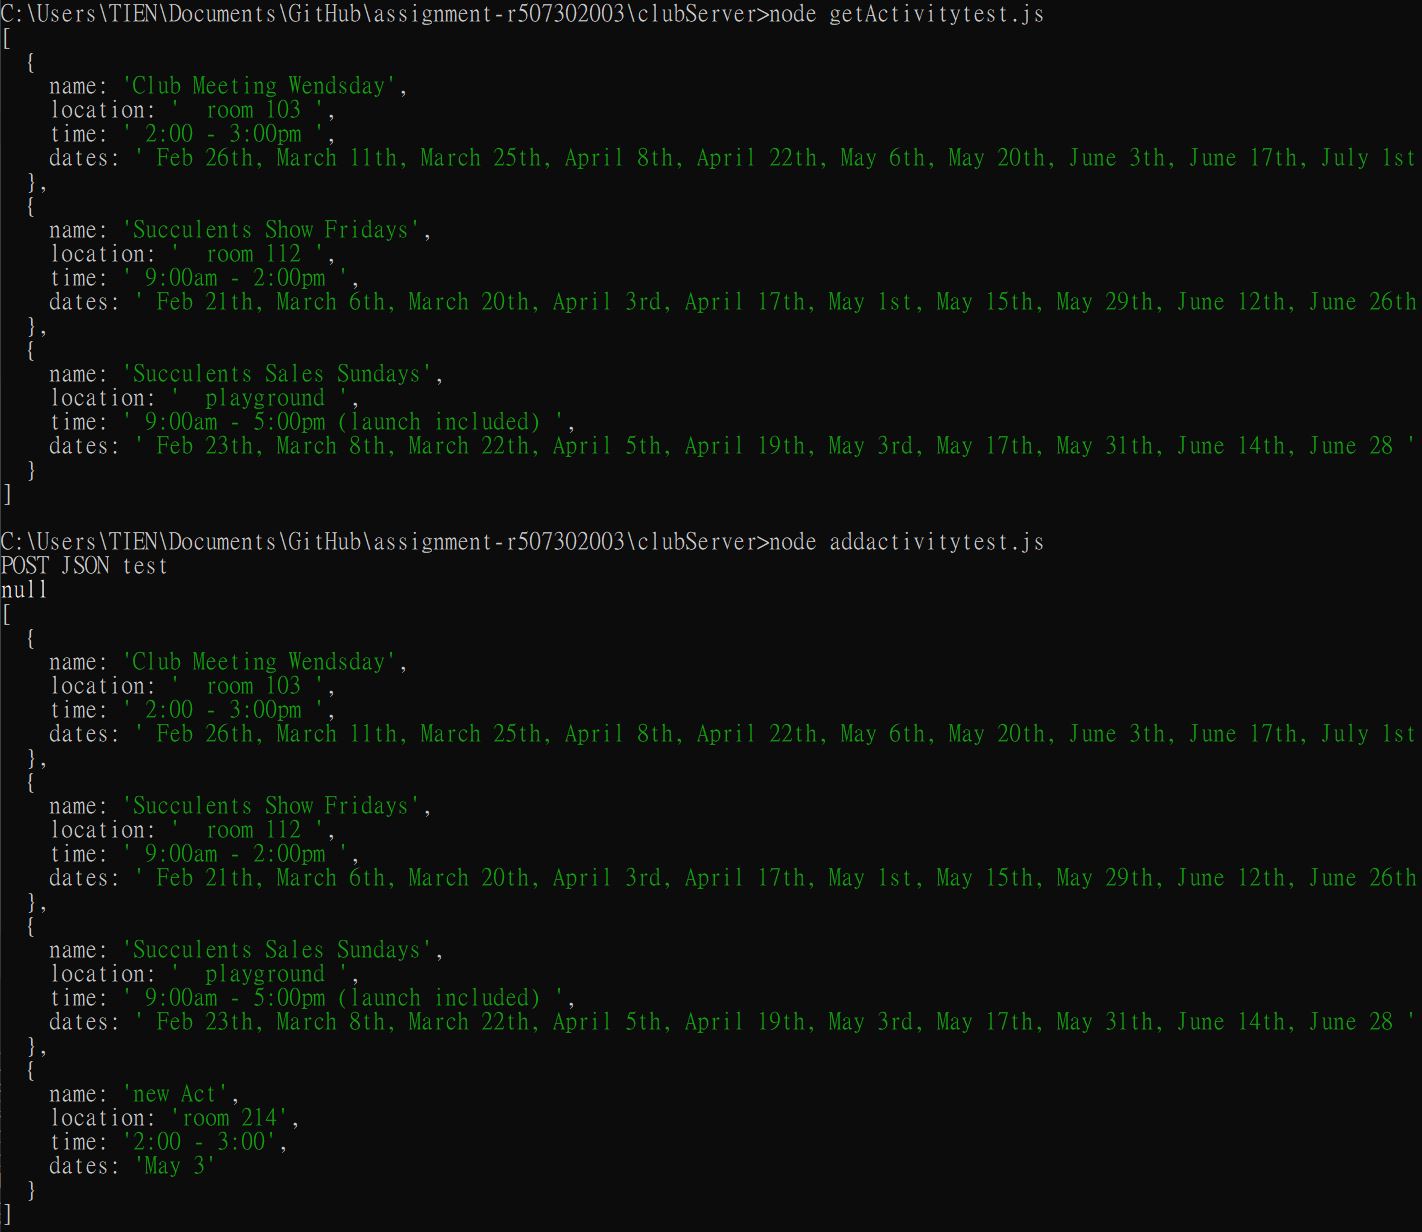 C:\Users\TIEN\Documents\GitHub\assignment-r507302003\clubServer>node getActivitytest.js
[
  {
    name: 'Club Meeting Wendsday',
    location: '  room 103 ',
    time: ' 2:00 - 3:00pm ',
    dates: ' Feb 26th, March 11th, March 25th, April 8th, April 22th, May 6th, May 20th, June 3th, June 17th, July 1st
  },
  {
    name: 'Succulents Show Fridays',
    location: '  room 112 ',
    time: ' 9:00am - 2:00pm ',
    dates: ' Feb 21th, March 6th, March 20th, April 3rd, April 17th, May 1st, May 15th, May 29th, June 12th, June 26th
  },
  {
    name: 'Succulents Sales Sundays',
    location: '  playground ',
    time: ' 9:00am - 5:00pm (launch included) ',
    dates: ' Feb 23th, March 8th, March 22th, April 5th, April 19th, May 3rd, May 17th, May 31th, June 14th, June 28 '
  }
]

C:\Users\TIEN\Documents\GitHub\assignment-r507302003\clubServer>node addactivitytest.js
POST JSON test
null
[
  {
    name: 'Club Meeting Wendsday',
    location: '  room 103 ',
    time: ' 2:00 - 3:00pm ',
    dates: ' Feb 26th, March 11th, March 25th, April 8th, April 22th, May 6th, May 20th, June 3th, June 17th, July 1st
  },
  {
    name: 'Succulents Show Fridays',
    location: '  room 112 ',
    time: ' 9:00am - 2:00pm ',
    dates: ' Feb 21th, March 6th, March 20th, April 3rd, April 17th, May 1st, May 15th, May 29th, June 12th, June 26th
  },
  {
    name: 'Succulents Sales Sundays',
    location: '  playground ',
    time: ' 9:00am - 5:00pm (launch included) ',
    dates: ' Feb 23th, March 8th, March 22th, April 5th, April 19th, May 3rd, May 17th, May 31th, June 14th, June 28 '
  },
  {
    name: 'new Act',
    location: 'room 214',
    time: '2:00 - 3:00',
    dates: 'May 3'
  }
]